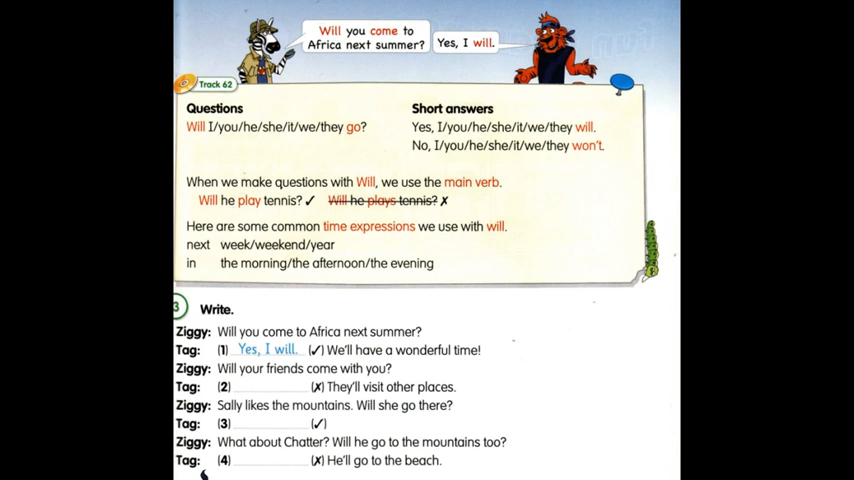 Will you come to
Africa next summer?
Yes, I will.
Track 62
Questions
Will I/you/he/she/it/we/they go?
Short answers
Yes, I/you/he/she/it/we/they will.
No, I/you/he/she/it/we/they won't.
When we make questions with Will, we use the main verb.
Will he play tennis? ✓ Will he plays tennis? ✗
Here are some common time expressions we use with will.
next week/weekend/year
in the morning/the afternoon/the evening
3 Write.
Ziggy: Will you come to Africa next summer?
Tag: (1) Yes, I will. (✓) We'll have a wonderful time!
Ziggy: Will your friends come with you?
Tag: (2) (✗) They'll visit other places.
Ziggy: Sally likes the mountains. Will she go there?
Tag: (3) (✓)
Ziggy: What about Chatter? Will he go to the mountains too?
Tag: (4) (✗) He'll go to the beach.